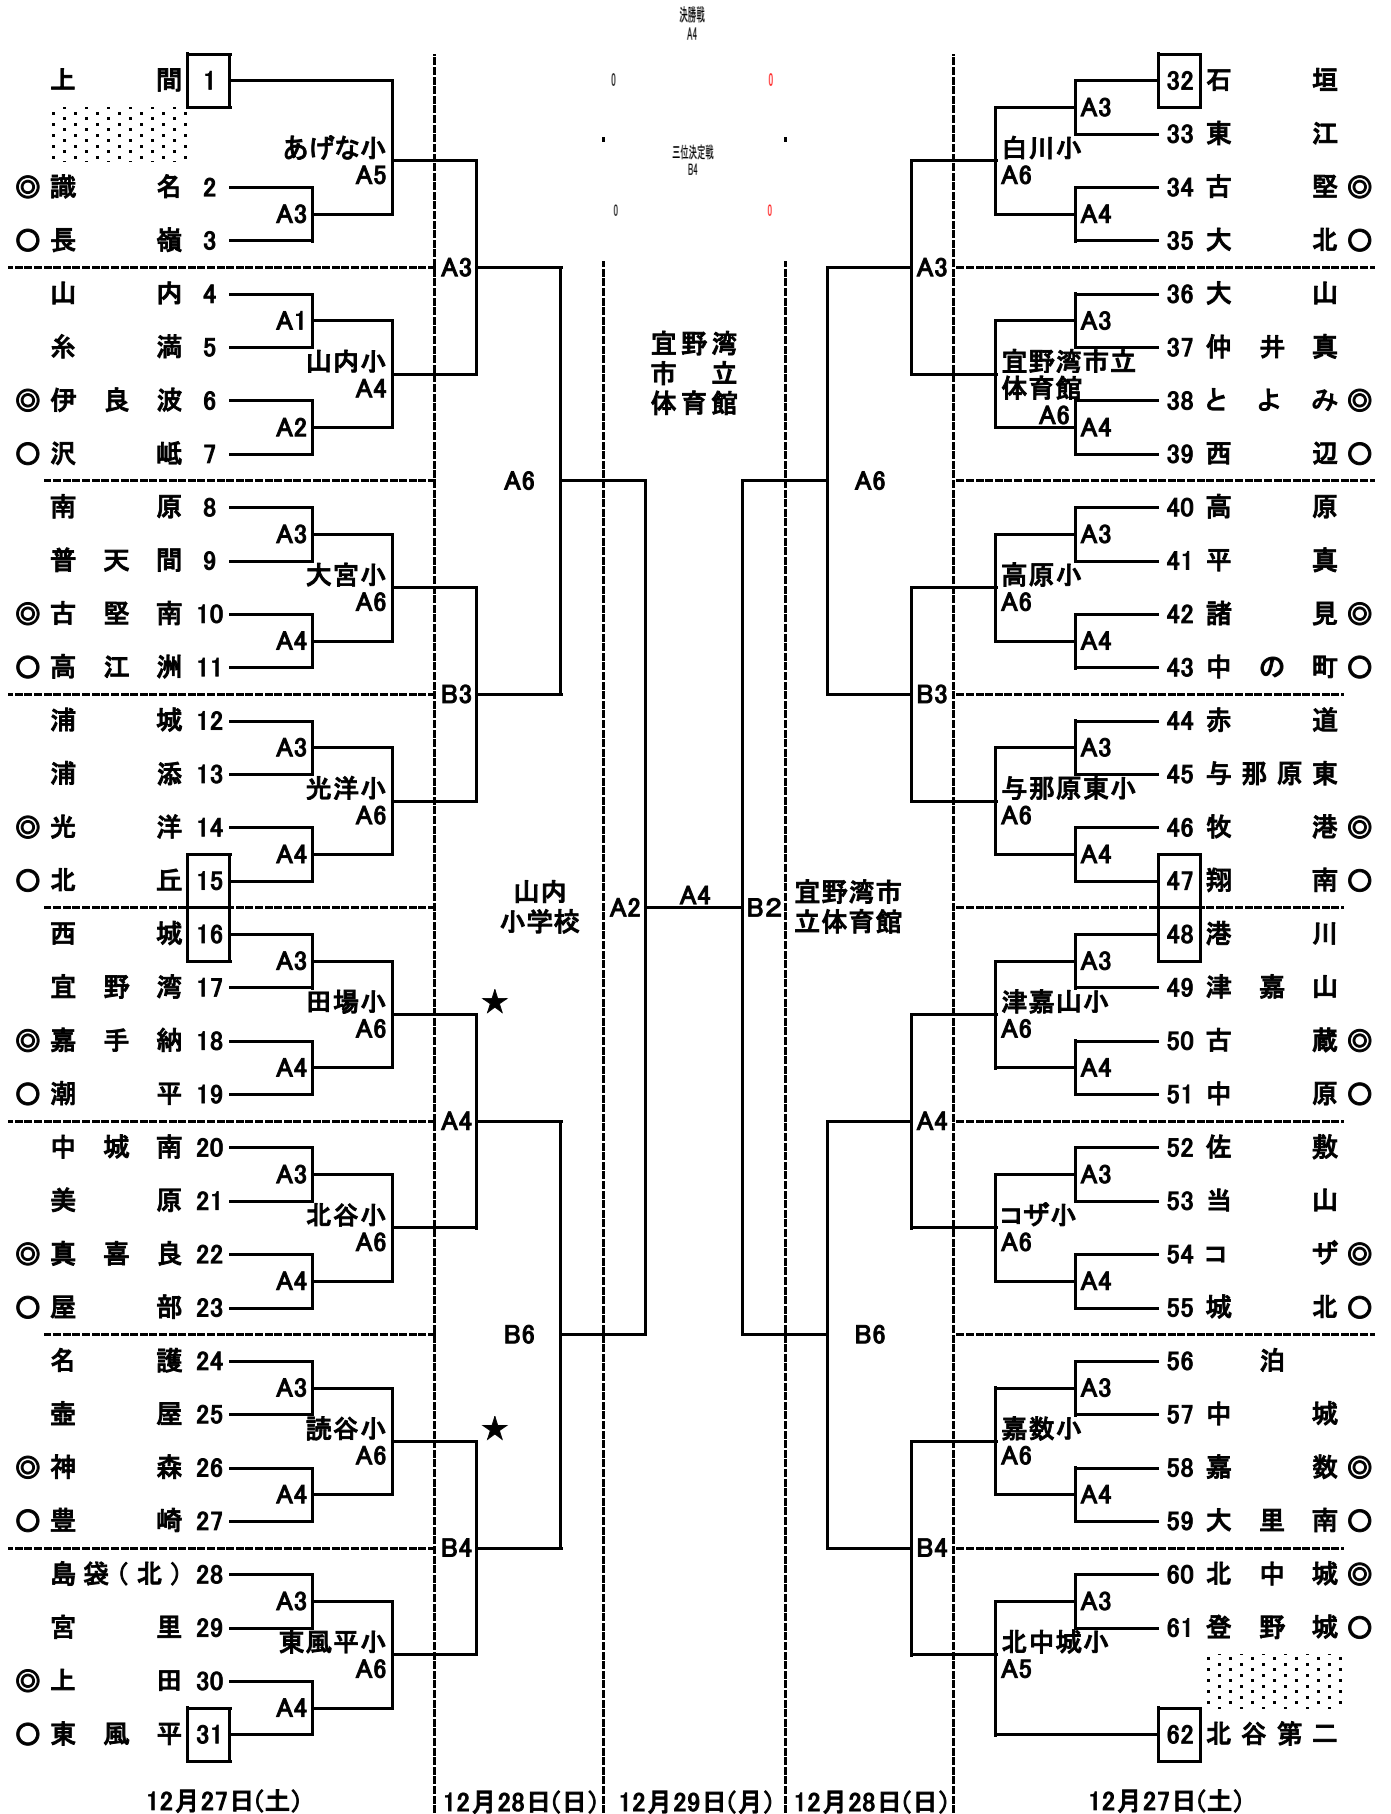 決勝戦
A4
0 0
三位決定戦
B4
0 0
上間 1
◎ 識名 2
○ 長嶺 3
A3
あげな小
A5
山内 4
糸満 5
◎ 伊良波 6
○ 沢岻 7
A1
A2
山内小
A4
A3
南原 8
普天間 9
◎ 古堅南 10
○ 高江洲 11
A3
A4
大宮小
A6
浦城 12
浦添 13
◎ 光洋 14
○ 北丘 15
A3
A4
光洋小
A6
B3
A6
西城 16
宜野湾 17
◎ 嘉手納 18
○ 潮平 19
A3
A4
田場小
A6
★
中城南 20
美原 21
◎ 真喜良 22
○ 屋部 23
A3
A4
北谷小
A6
A4
名護 24
壺屋 25
◎ 神森 26
○ 豊崎 27
A3
A4
読谷小
A6
★
島袋(北) 28
宮里 29
◎ 上田 30
○ 東風平 31
A3
A4
東風平小
A6
B4
B6
山内
小学校
A2
宜野湾
市立
体育館
A4
B2
宜野湾市
立体育館
32 石垣
33 東江
34 古堅 ◎
35 大北 ○
A3
A4
白川小
A6
36 大山
37 仲井真
38 とよみ ◎
39 西辺 ○
A3
A4
宜野湾市立
体育館
A6
A3
40 高原
41 平真
42 諸見 ◎
43 中の町 ○
A3
A4
高原小
A6
44 赤道
45 与那原東
46 牧港 ◎
47 翔南 ○
A3
A4
与那原東小
A6
B3
A6
48 港川
49 津嘉山
50 古蔵 ◎
51 中原 ○
A3
A4
津嘉山小
A6
52 佐敷
53 当山
54 コザ ◎
55 城北 ○
A3
A4
コザ小
A6
A4
56 泊
57 中城
58 嘉数 ◎
59 大里南 ○
A3
A4
嘉数小
A6
60 北中城 ◎
61 登野城 ○
62 北谷第二
A3
北中城小
A5
B4
B6
12月27日(土) 12月28日(日) 12月29日(月) 12月28日(日) 12月27日(土)